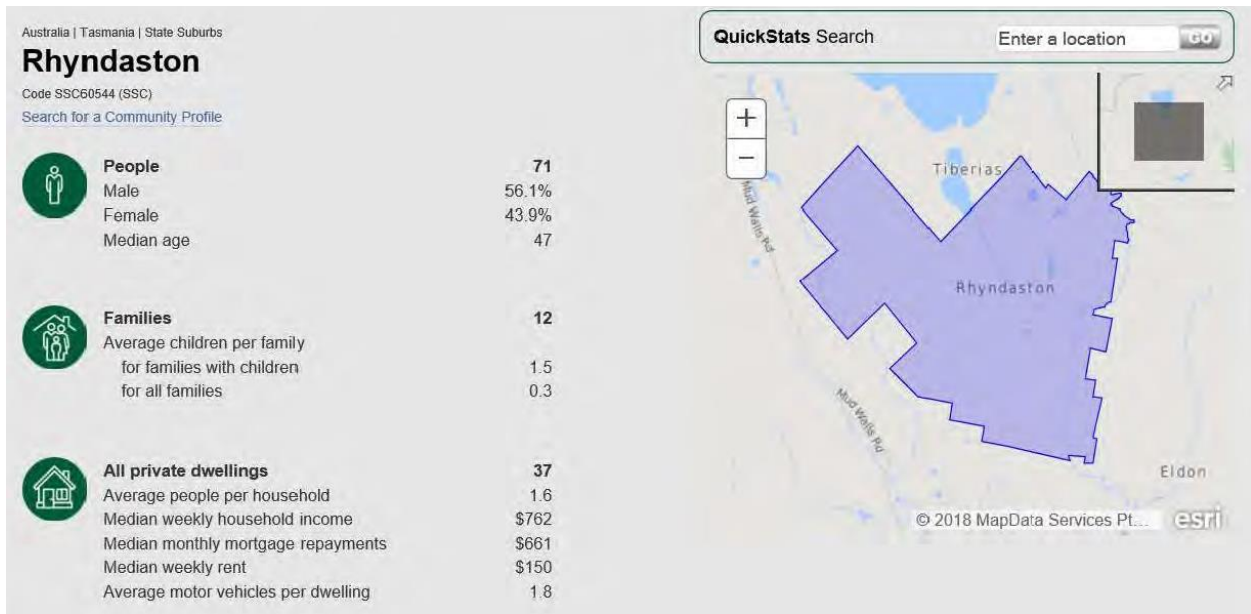 Australia | Tasmania | State Suburbs
Rhyndaston
Code SSC60544 (SSC)
Search for a Community Profile
People 71
Male 56.1%
Female 43.9%
Median age 47
Families 12
Average children per family
for families with children 1.5
for all families 0.3
All private dwellings 37
Average people per household 1.6
Median weekly household income $762
Median monthly mortgage repayments $661
Median weekly rent $150
Average motor vehicles per dwelling 1.8
QuickStats Search Enter a location GO
+
−
Tiberias
Mud Walls Rd
Rhyndaston
Mud Walls Rd
Eldon
© 2018 MapData Services Pt... esri